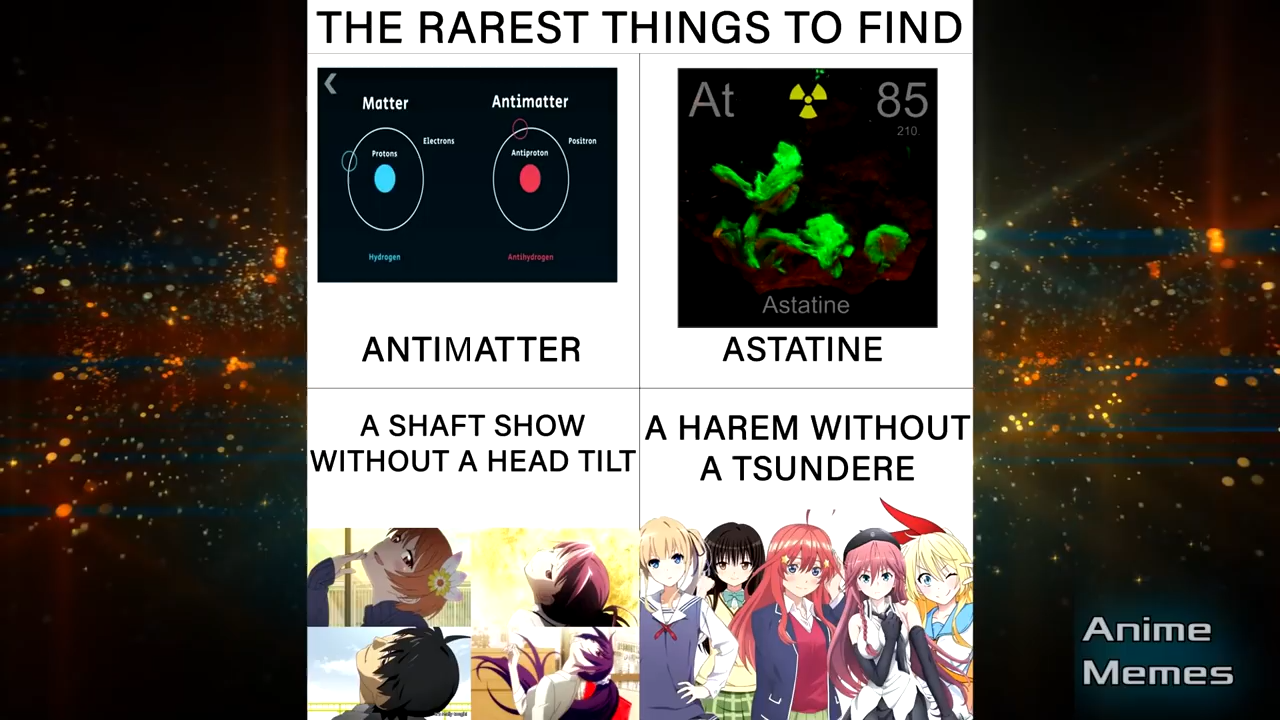 THE RAREST THINGS TO FIND
Matter
Antimatter
Electrons
Positron
Protons
Antiproton
Hydrogen
Antihydrogen
At
85
210.
Astatine
ANTIMATTER
ASTATINE
A SHAFT SHOW
WITHOUT A HEAD TILT
A HAREM WITHOUT
A TSUNDERE
Anime
Memes